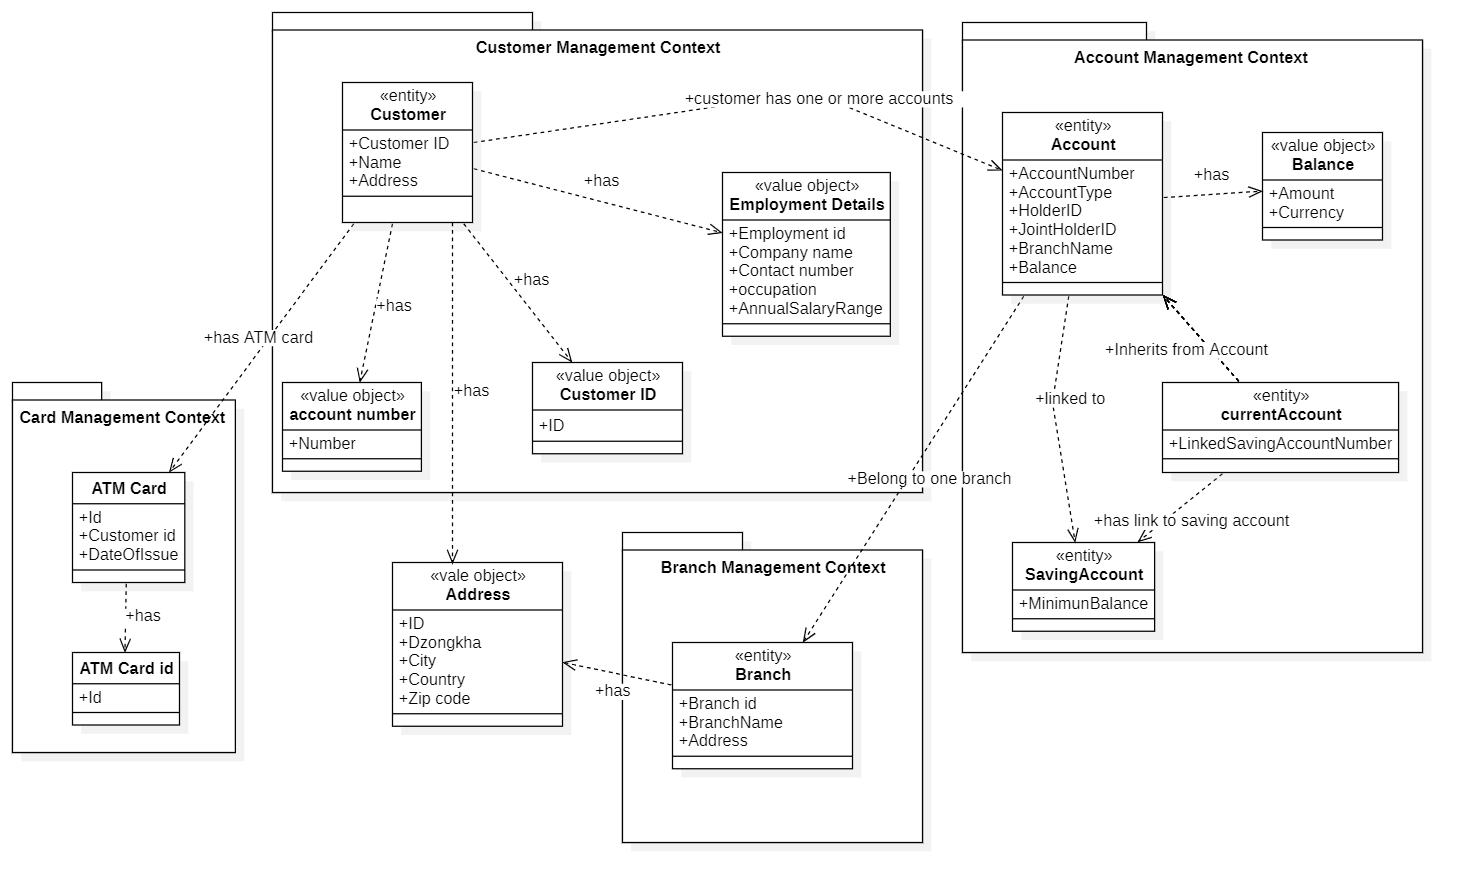 Customer Management Context
«entity»
Customer
+Customer ID
+Name
+Address
+customer has one or more accounts
+has
«value object»
Employment Details
+Employment id
+Company name
+Contact number
+occupation
+AnnualSalaryRange
+has
+has
+has ATM card
+has
«value object»
account number
+Number
«value object»
Customer ID
+ID
Account Management Context
«entity»
Account
+AccountNumber
+AccountType
+HolderID
+JointHolderID
+BranchName
+Balance
+has
«value object»
Balance
+Amount
+Currency
+Inherits from Account
+linked to
«entity»
currentAccount
+LinkedSavingAccountNumber
+Belong to one branch
+has link to saving account
«entity»
SavingAccount
+MinimunBalance
Card Management Context
ATM Card
+Id
+Customer id
+DateOfIssue
+has
ATM Card id
+Id
«vale object»
Address
+ID
+Dzongkha
+City
+Country
+Zip code
+has
Branch Management Context
«entity»
Branch
+Branch id
+BranchName
+Address